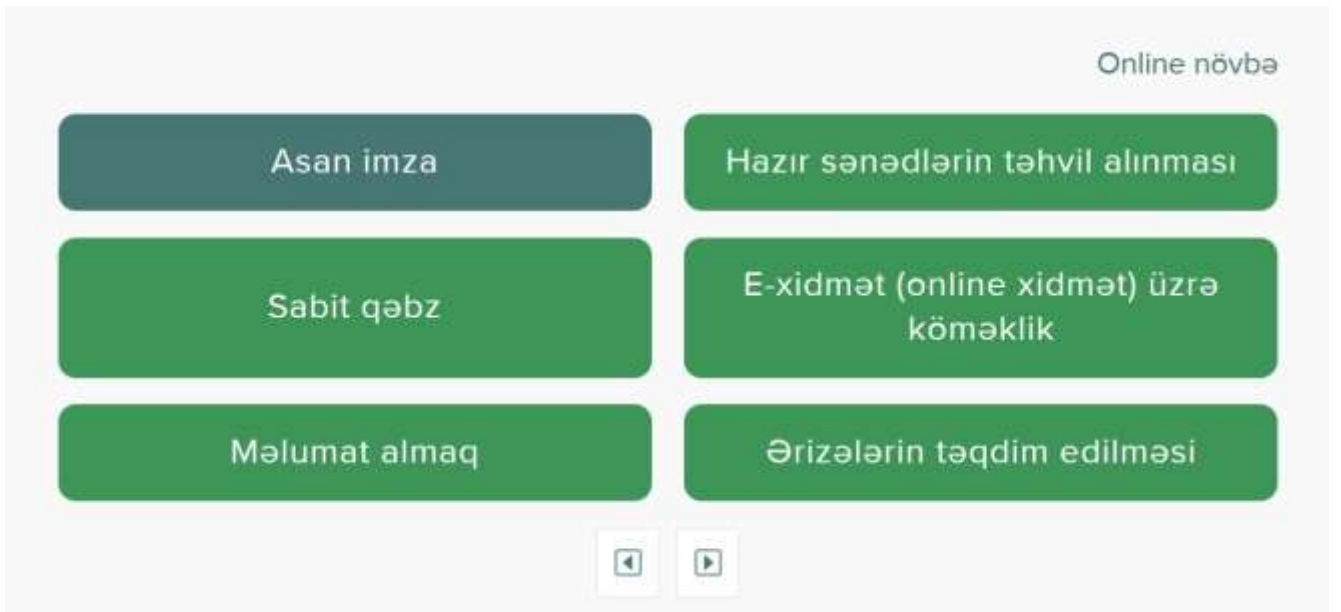 Online növbə
Asan imza
Hazır sənədlərin təhvil alınması
Sabit qəbz
E-xidmət (online xidmət) üzrə
köməklik
Məlumat almaq
Ərizələrin təqdim edilməsi